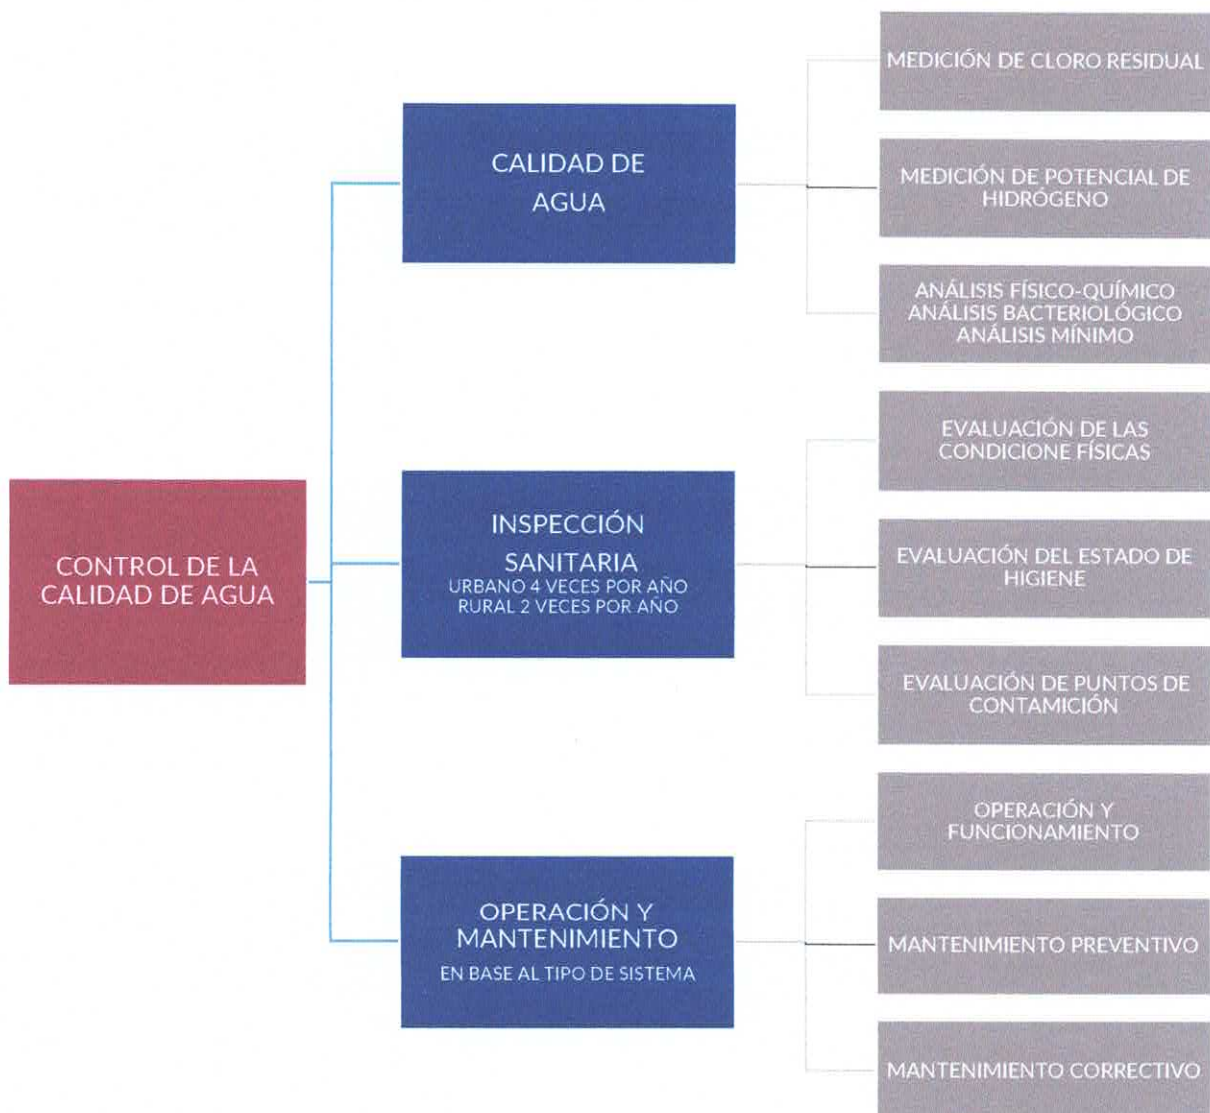 MEDICIÓN DE CLORO RESIDUAL
CALIDAD DE
AGUA
MEDICIÓN DE POTENCIAL DE
HIDRÓGENO
ANÁLISIS FÍSICO-QUÍMICO
ANÁLISIS BACTERIOLÓGICO
ANÁLISIS MÍNIMO
CONTROL DE LA
CALIDAD DE AGUA
INSPECCIÓN
SANITARIA
URBANO 4 VECES POR AÑO
RURAL 2 VECES POR AÑO
EVALUACIÓN DE LAS
CONDICIONE FÍSICAS
EVALUACIÓN DEL ESTADO DE
HIGIENE
EVALUACIÓN DE PUNTOS DE
CONTAMICIÓN
OPERACIÓN Y
MANTENIMIENTO
EN BASE AL TIPO DE SISTEMA
OPERACIÓN Y
FUNCIONAMIENTO
MANTENIMIENTO PREVENTIVO
MANTENIMIENTO CORRECTIVO